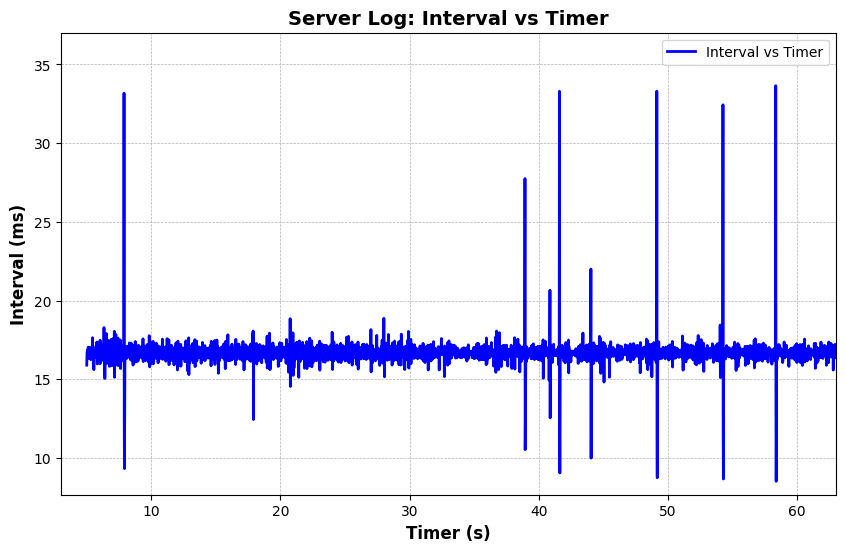 Server Log: Interval vs Timer
Interval vs Timer
35
30
25
20
15
10
Interval (ms)
10 20 30 40 50 60
Timer (s)